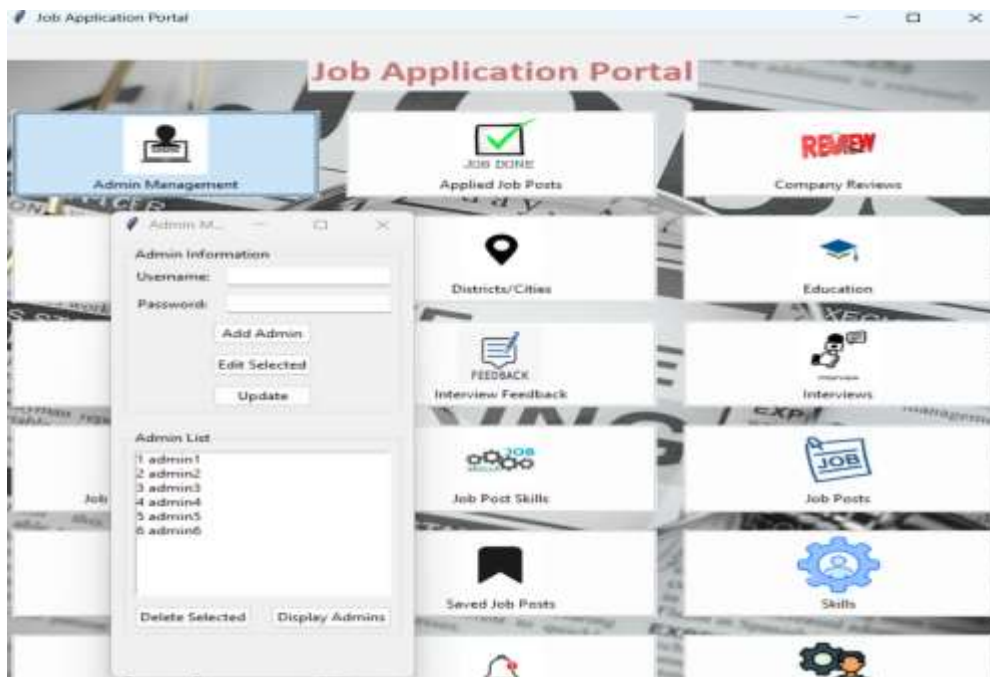 Job Application Portal
Job Application Portal
Admin Management
JOB DONE
Applied Job Posts
REVIEW
Company Reviews
Admin M...
Admin Information
Username:
Password:
Add Admin
Edit Selected
Update
Admin List
1 admin1
2 admin2
3 admin3
4 admin4
5 admin5
6 admin6
Delete Selected
Display Admins
Districts/Cities
Education
FEEDBACK
Interview Feedback
Interviews
Job
JOB
Job Post Skills
JOB
Job Posts
Saved Job Posts
Skills